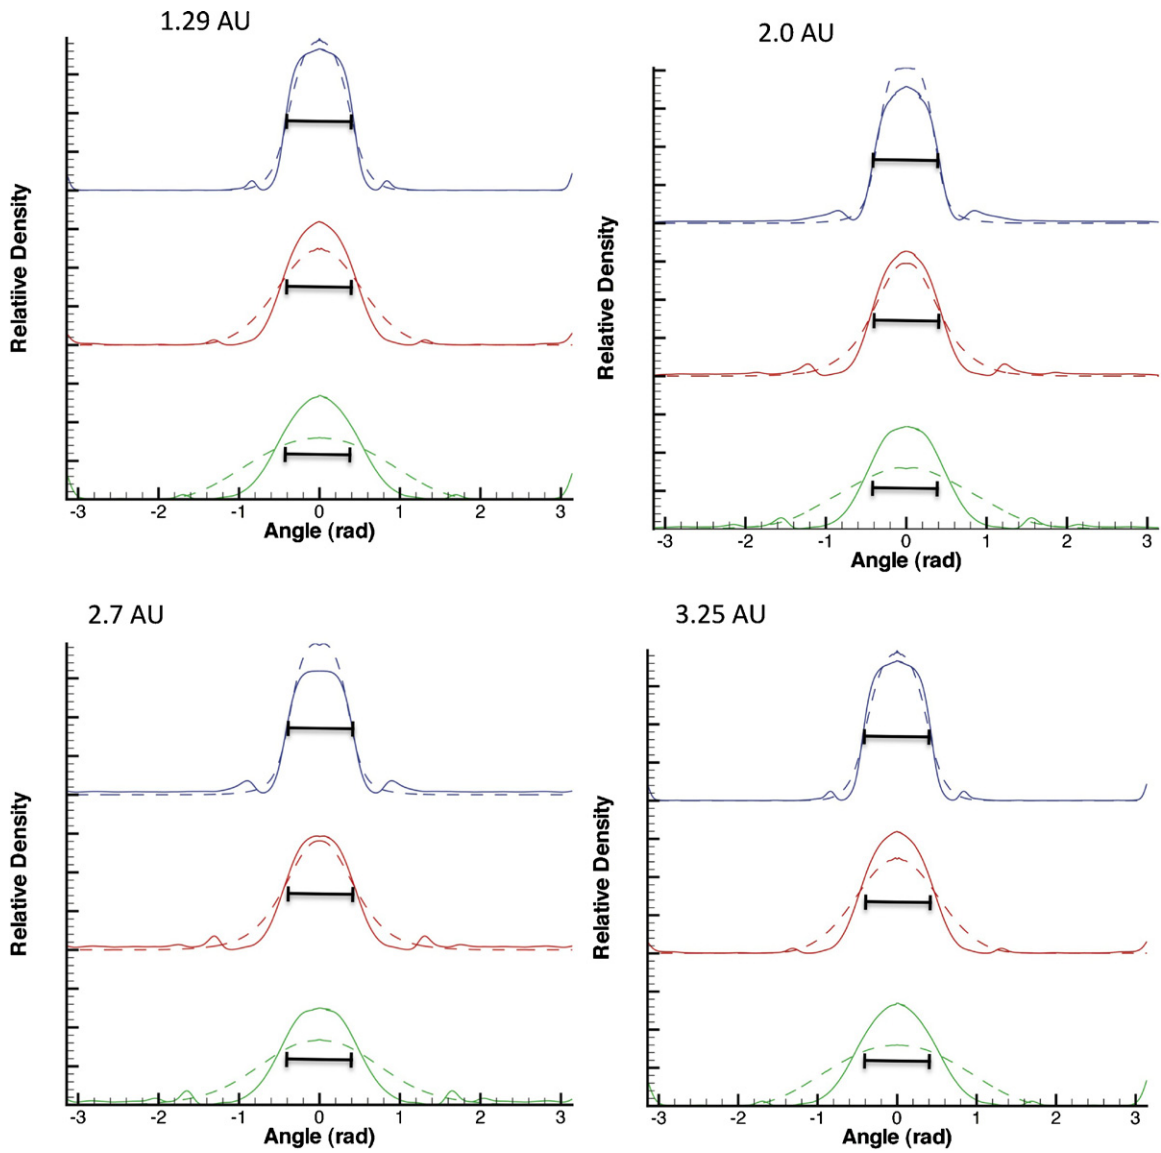 1.29 AU
Relative Density
-3 -2 -1 0 1 2 3
Angle (rad)
2.0 AU
Relative Density
-3 -2 -1 0 1 2 3
Angle (rad)
2.7 AU
Relative Density
-3 -2 -1 0 1 2 3
Angle (rad)
3.25 AU
Relative Density
-3 -2 -1 0 1 2 3
Angle (rad)